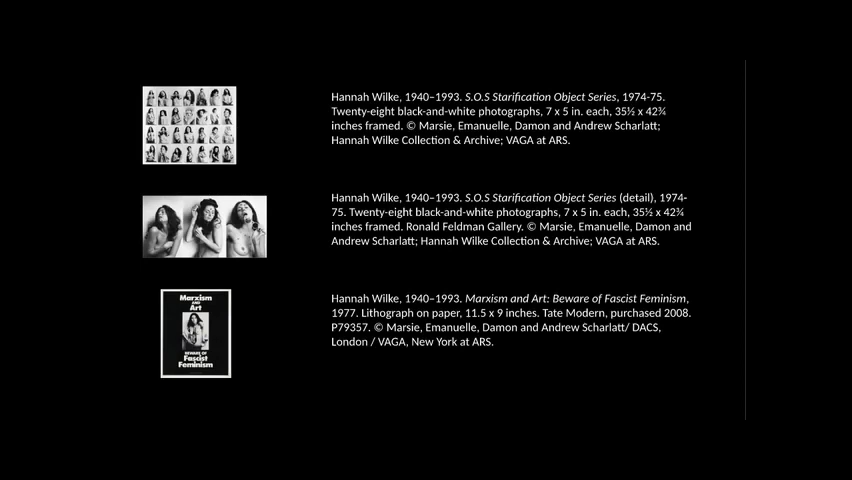 Hannah Wilke, 1940–1993. S.O.S Starification Object Series, 1974-75.
Twenty-eight black-and-white photographs, 7 x 5 in. each, 35½ x 42¾
inches framed. © Marsie, Emanuelle, Damon and Andrew Scharlatt;
Hannah Wilke Collection & Archive; VAGA at ARS.
Hannah Wilke, 1940–1993. S.O.S Starification Object Series (detail), 1974-
75. Twenty-eight black-and-white photographs, 7 x 5 in. each, 35½ x 42¾
inches framed. Ronald Feldman Gallery. © Marsie, Emanuelle, Damon and
Andrew Scharlatt; Hannah Wilke Collection & Archive; VAGA at ARS.
Marxism
AND
Art
BEWARE OF
Fascist
Feminism
Hannah Wilke, 1940–1993. Marxism and Art: Beware of Fascist Feminism,
1977. Lithograph on paper, 11.5 x 9 inches. Tate Modern, purchased 2008.
P79357. © Marsie, Emanuelle, Damon and Andrew Scharlatt/ DACS,
London / VAGA, New York at ARS.